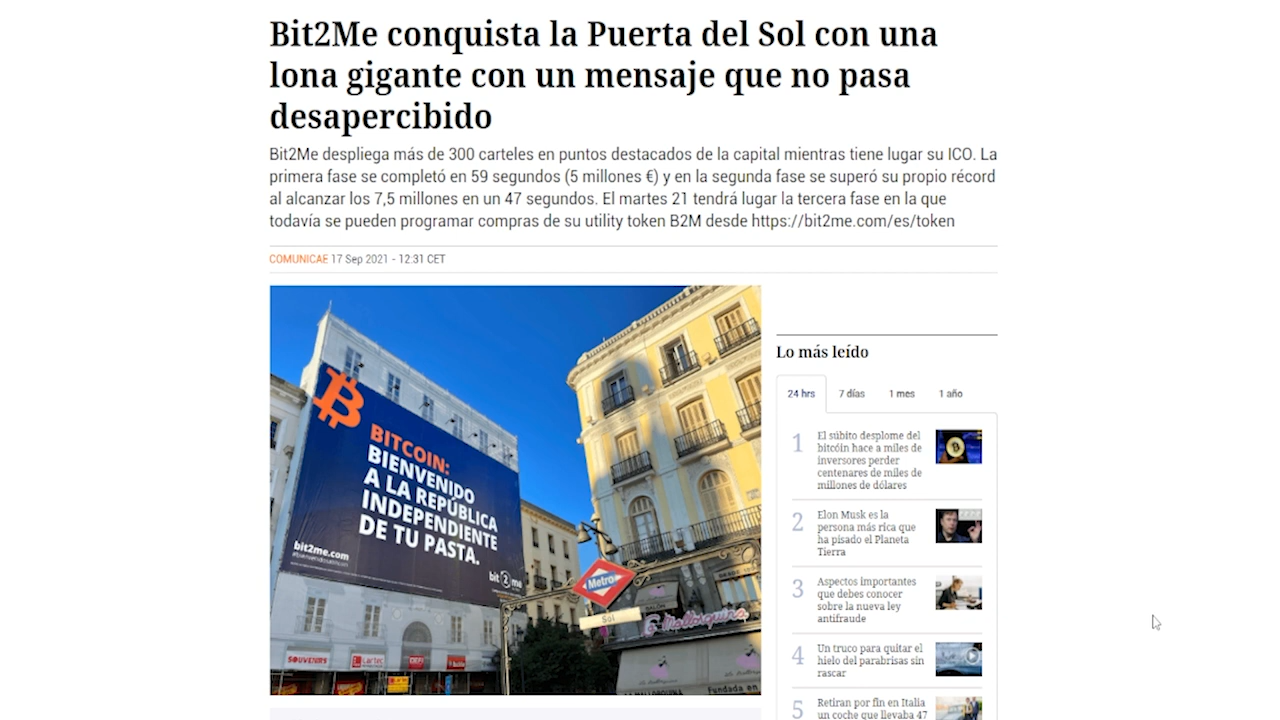 Bit2Me conquista la Puerta del Sol con una
lona gigante con un mensaje que no pasa
desapercibido
Bit2Me despliega más de 300 carteles en puntos destacados de la capital mientras tiene lugar su ICO. La
primera fase se completó en 59 segundos (5 millones €) y en la segunda fase se superó su propio récord
al alcanzar los 7,5 millones en un 47 segundos. El martes 21 tendrá lugar la tercera fase en la que
todavía se pueden programar compras de su utility token B2M desde https://bit2me.com/es/token
COMUNICAE 17 Sep 2021 - 12:31 CET
BITCOIN:
BIENVENIDO
A LA REPÚBLICA
INDEPENDIENTE
DE TU PASTA.
bit2me.com
bit2me
Metro
Sol
SALÓN
La Mallorquina
SOUVENIRS
Fundada en
Lo más leído
24 hrs
7 días
1 mes
1 año
1
El súbito desplome del
bitcóin hace a miles de
inversores perder
centenares de miles de
millones de dólares
2
Elon Musk es la
persona más rica que
ha pisado el Planeta
Tierra
3
Aspectos importantes
que debes conocer
sobre la nueva ley
antifraude
4
Un truco para quitar el
hielo del parabrisas sin
rascar
5
Retiran por fin en Italia
un coche que llevaba 47